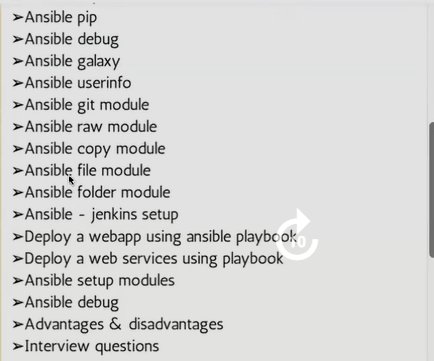 ➢Ansible pip
➢Ansible debug
➢Ansible galaxy
➢Ansible userinfo
➢Ansible git module
➢Ansible raw module
➢Ansible copy module
➢Ansible file module
➢Ansible folder module
➢Ansible - jenkins setup
➢Deploy a webapp using ansible playbook
10
➢Deploy a web services using playbook
➢Ansible setup modules
➢Ansible debug
➢Advantages & disadvantages
➢Interview questions